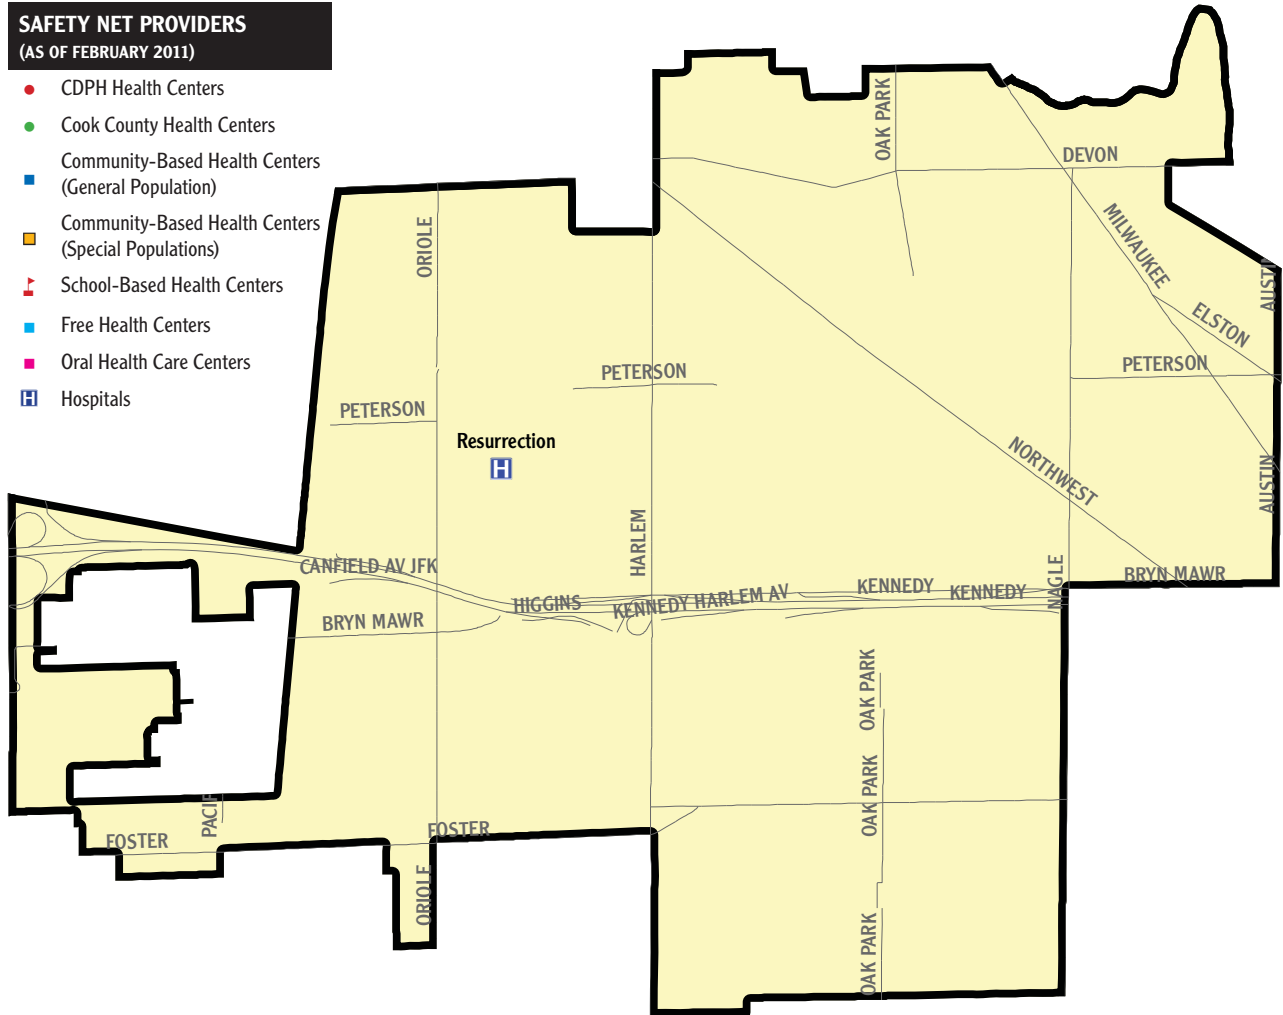 SAFETY NET PROVIDERS
(AS OF FEBRUARY 2011)
CDPH Health Centers
Cook County Health Centers
Community-Based Health Centers
(General Population)
Community-Based Health Centers
(Special Populations)
School-Based Health Centers
Free Health Centers
Oral Health Care Centers
H Hospitals
OAK PARK
DEVON
MILWAUKEE
ORIOLE
AUSTIN
ELSTON
PETERSON
PETERSON
PETERSON
Resurrection
H
NORTHWEST
AUSTIN
HARLEM
CANFIELD AV JFK
NAGLE
BRYN MAWR
KENNEDY
KENNEDY
HIGGINS
KENNEDY HARLEM AV
BRYN MAWR
OAK PARK
OAK PARK
PACIF
FOSTER
FOSTER
ORIOLE
OAK PARK